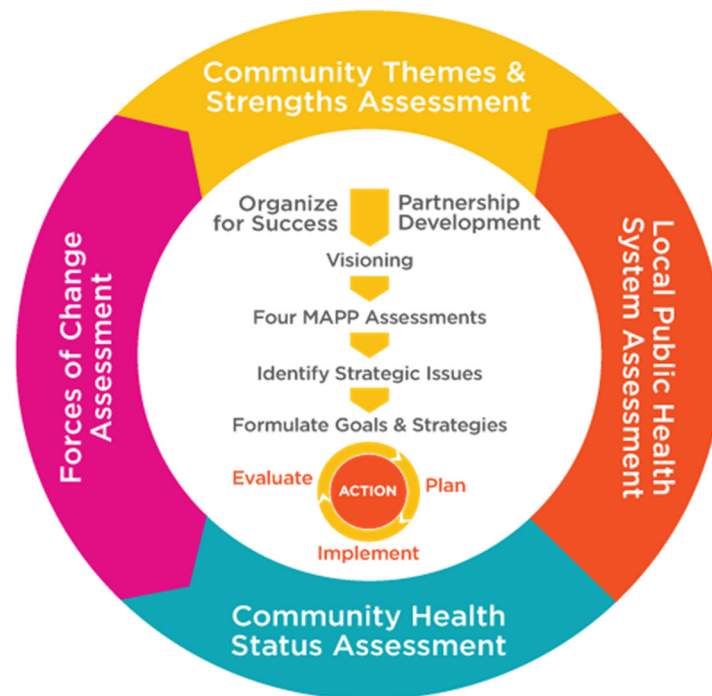 Community Themes &
Strengths Assessment
Organize
for Success
Partnership
Development
Visioning
Four MAPP Assessments
Identify Strategic Issues
Formulate Goals & Strategies
Evaluate
ACTION
Plan
Implement
Forces of Change
Assessment
Local Public Health
System Assessment
Community Health
Status Assessment